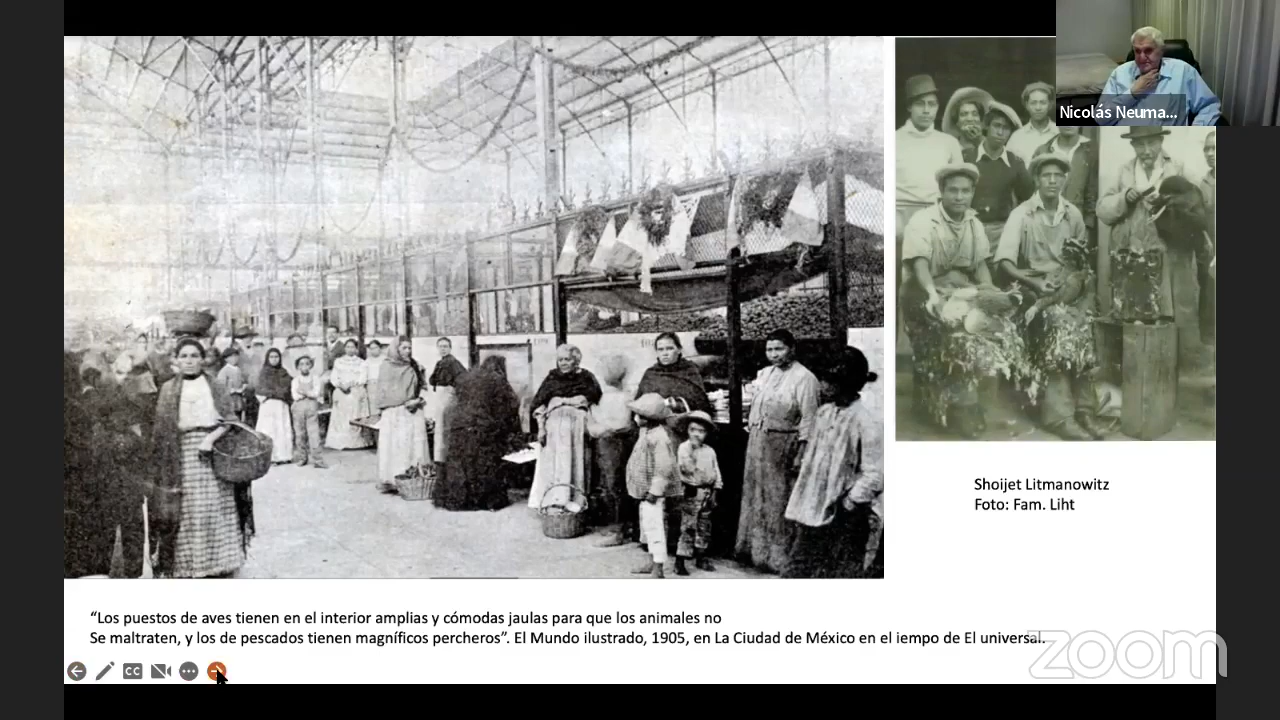 Nicolás Neuma...
Shoijet Litmanowitz
Foto: Fam. Liht
“Los puestos de aves tienen en el interior amplias y cómodas jaulas para que los animales no
Se maltraten, y los de pescados tienen magníficos percheros”. El Mundo ilustrado, 1905, en La Ciudad de México en el iempo de El universal.
CC
zoom